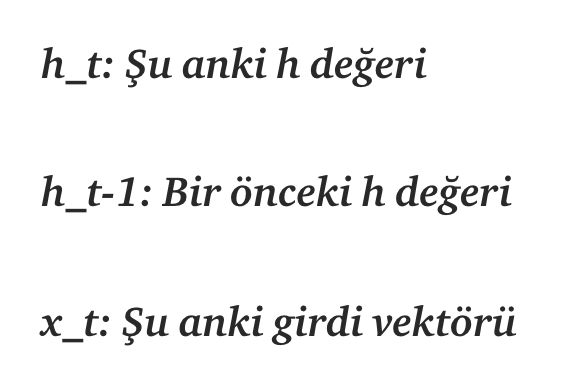 h_t: Şu anki h değeri
h_t-1: Bir önceki h değeri
x_t: Şu anki girdi vektörü